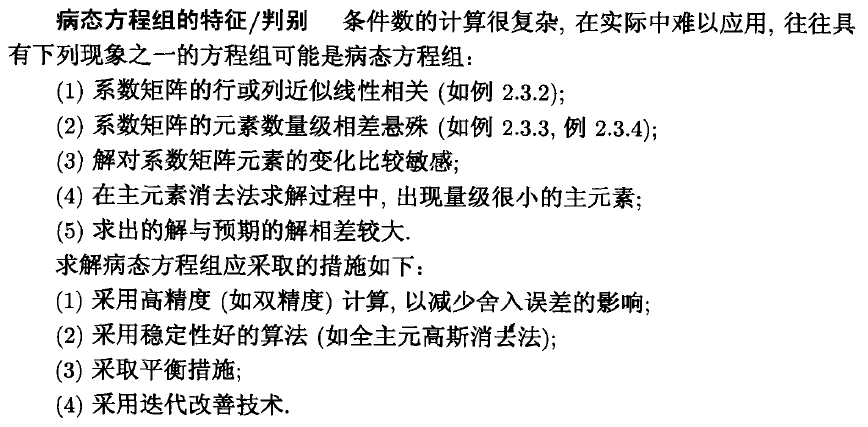 病态方程组的特征/判别 条件数的计算很复杂, 在实际中难以应用, 往往具
有下列现象之一的方程组可能是病态方程组:
(1) 系数矩阵的行或列近似线性相关 (如例 2.3.2);
(2) 系数矩阵的元素数量级相差悬殊 (如例 2.3.3, 例 2.3.4);
(3) 解对系数矩阵元素的变化比较敏感;
(4) 在主元素消去法求解过程中, 出现量级很小的主元素;
(5) 求出的解与预期的解相差较大.
求解病态方程组应采取的措施如下:
(1) 采用高精度 (如双精度) 计算, 以减少舍入误差的影响;
(2) 采用稳定性好的算法 (如全主元高斯消去法);
(3) 采取平衡措施;
(4) 采用迭代改善技术.